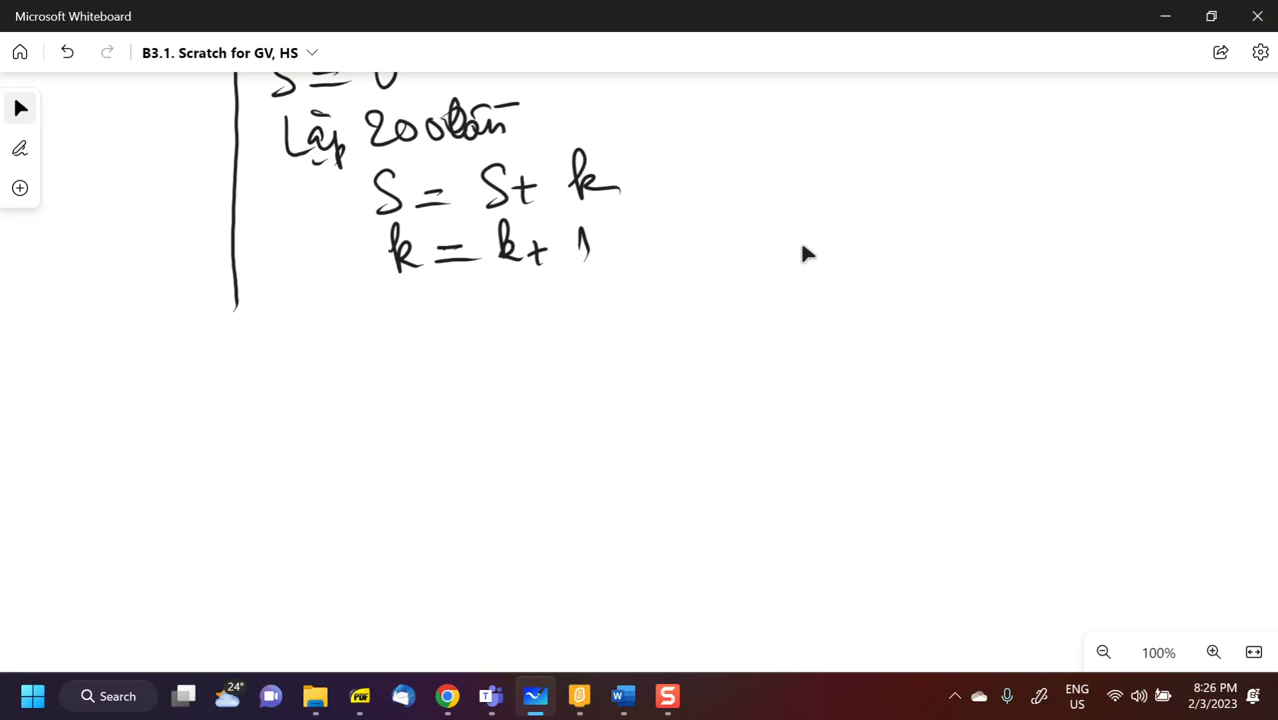 Microsoft Whiteboard
B3.1. Scratch for GV, HS
S = 0
Lặp 200 lần
S = S + k
k = k + 1
100%
24°
Search
PDF
T
W
S
ENG
US
8:26 PM
2/3/2023